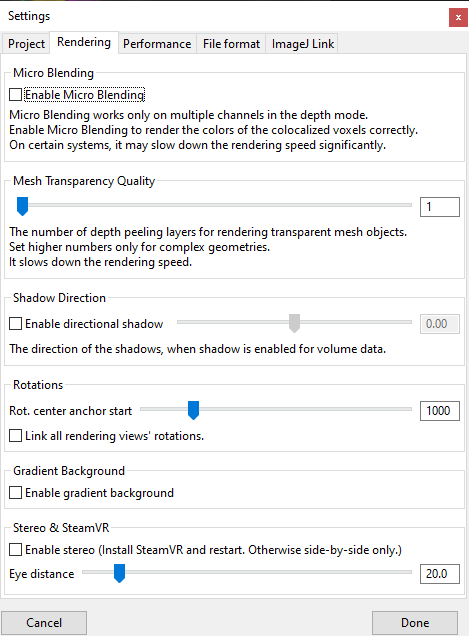 Settings
x
Project Rendering Performance File format ImageJ Link
Micro Blending
Enable Micro Blending
Micro Blending works only on multiple channels in the depth mode.
Enable Micro Blending to render the colors of the colocalized voxels correctly.
On certain systems, it may slow down the rendering speed significantly.
Mesh Transparency Quality
1
The number of depth peeling layers for rendering transparent mesh objects.
Set higher numbers only for complex geometries.
It slows down the rendering speed.
Shadow Direction
Enable directional shadow 0.00
The direction of the shadows, when shadow is enabled for volume data.
Rotations
Rot. center anchor start 1000
Link all rendering views' rotations.
Gradient Background
Enable gradient background
Stereo & SteamVR
Enable stereo (Install SteamVR and restart. Otherwise side-by-side only.)
Eye distance 20.0
Cancel Done